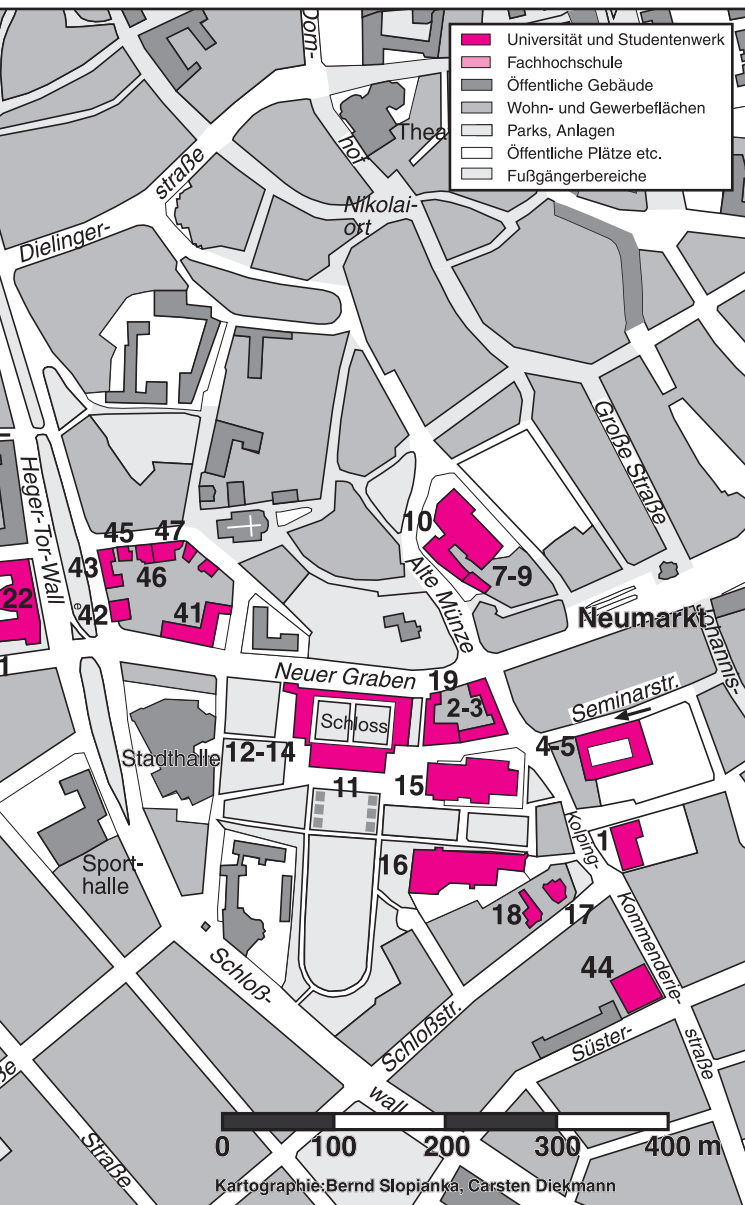 Universität und Studentenwerk
Fachhochschule
Öffentliche Gebäude
Wohn- und Gewerbeflächen
Parks, Anlagen
Öffentliche Plätze etc.
Fußgängerbereiche
Dom-
hof
Thea
straße
Dielinger-
Nikolai-
ort
Große Straße
Heger-Tor-Wall
45
47
10
43
46
7-9
22
42
e
41
Alte Münze
Neumarkt
Johannis-
1
Neuer Graben
19
2-3
Seminarstr.
Schloss
Stadthalle
12-14
4-5
11
15
Kolping-
1
Sport-
halle
16
18
17
Kommenderie-
straße
44
Schloß-
wall
Schloßstr.
Süster-
ße
Straße
0
100
200
300
400 m
Kartographie:Bernd Slopianka, Carsten Diekmann